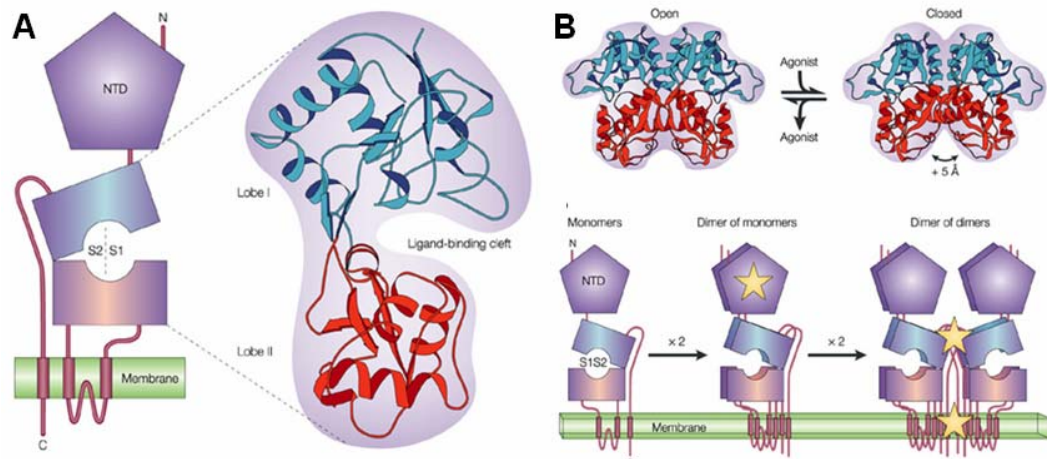 A
N
NTD
Lobe I
S2 S1
Ligand-binding cleft
Lobe II
Membrane
C
B
Open
Closed
Agonist
Agonist
+ 5 Å
Monomers
Dimer of monomers
Dimer of dimers
N
NTD
S1S2
× 2
× 2
Membrane